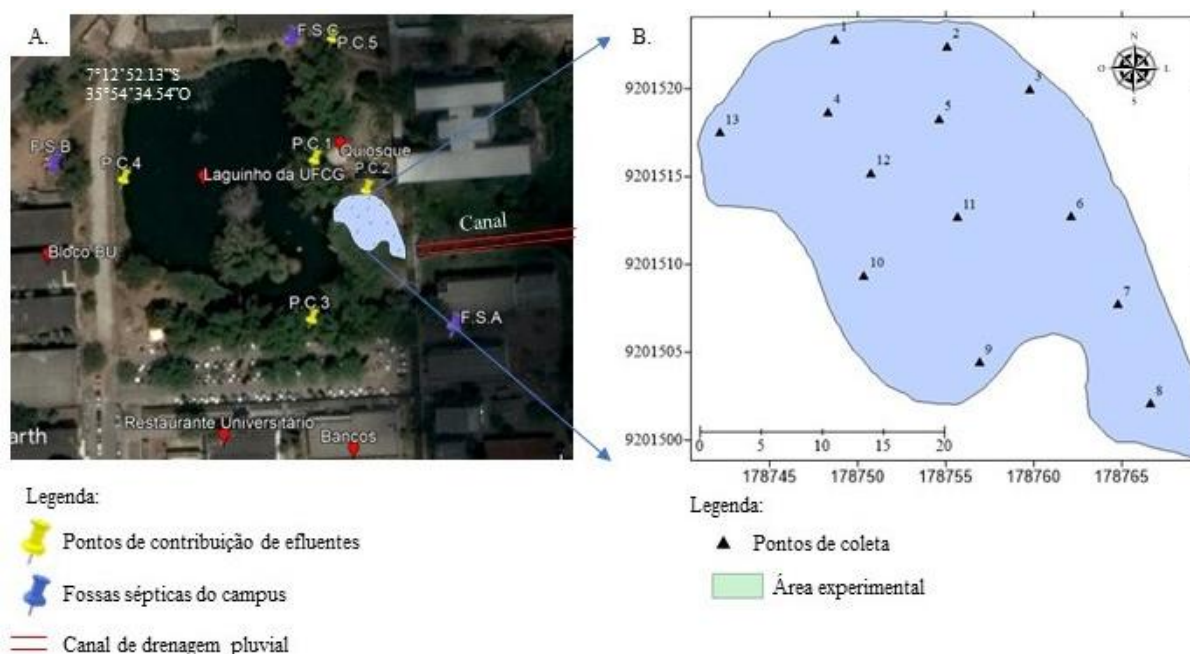 A.
F.S.C
P.C.5
7°12'52.13"S
35°54'34.54"O
F.S.B
P.C.4
P.C.1
Quiosque
P.C.2
Laguinho da UFCG
Canal
Bloco BU
P.C.3
F.S.A
Restaurante Universitário
Bancos
arth
Legenda:
Pontos de contribuição de efluentes
Fossas sépticas do campus
Canal de drenagem pluvial
B.
N
O
L
S
9201520
9201515
9201510
9201505
9201500
1
2
3
4
5
13
12
11
6
10
7
9
8
0 5 10 15 20
178745 178750 178755 178760 178765
Legenda:
Pontos de coleta
Área experimental